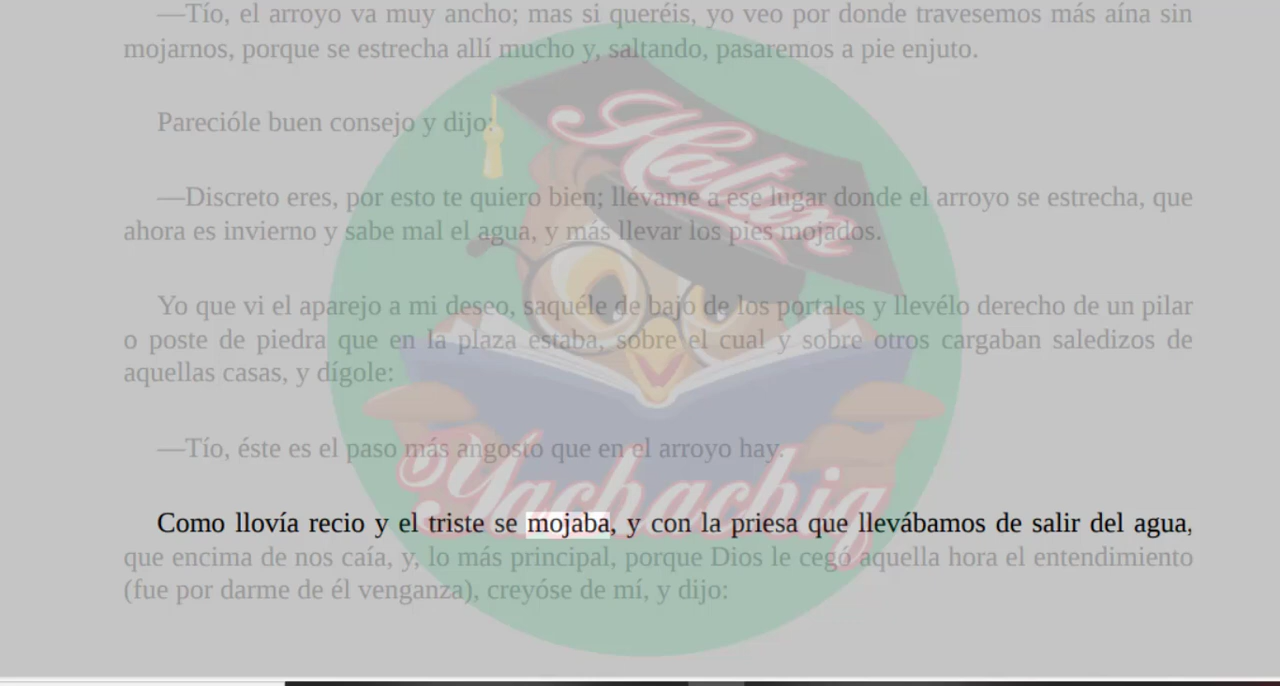 —Tío, el arroyo va muy ancho; mas si queréis, yo veo por donde travesemos más aína sin
mojarnos, porque se estrecha allí mucho y, saltando, pasaremos a pie enjuto.
Parecióle buen consejo y dijo:
—Discreto eres, por esto te quiero bien; llévame a ese lugar donde el arroyo se estrecha, que
ahora es invierno y sabe mal el agua, y más llevar los pies mojados.
Yo que vi el aparejo a mi deseo, saquéle de bajo de los portales y llevélo derecho de un pilar
o poste de piedra que en la plaza estaba, sobre el cual y sobre otros cargaban saledizos de
aquellas casas, y dígole:
—Tío, éste es el paso más angosto que en el arroyo hay.
Como llovía recio y el triste se mojaba, y con la priesa que llevábamos de salir del agua,
que encima de nos caía, y, lo más principal, porque Dios le cegó aquella hora el entendimiento
(fue por darme de él venganza), creyóse de mí, y dijo:
Hatun
Yachachiq